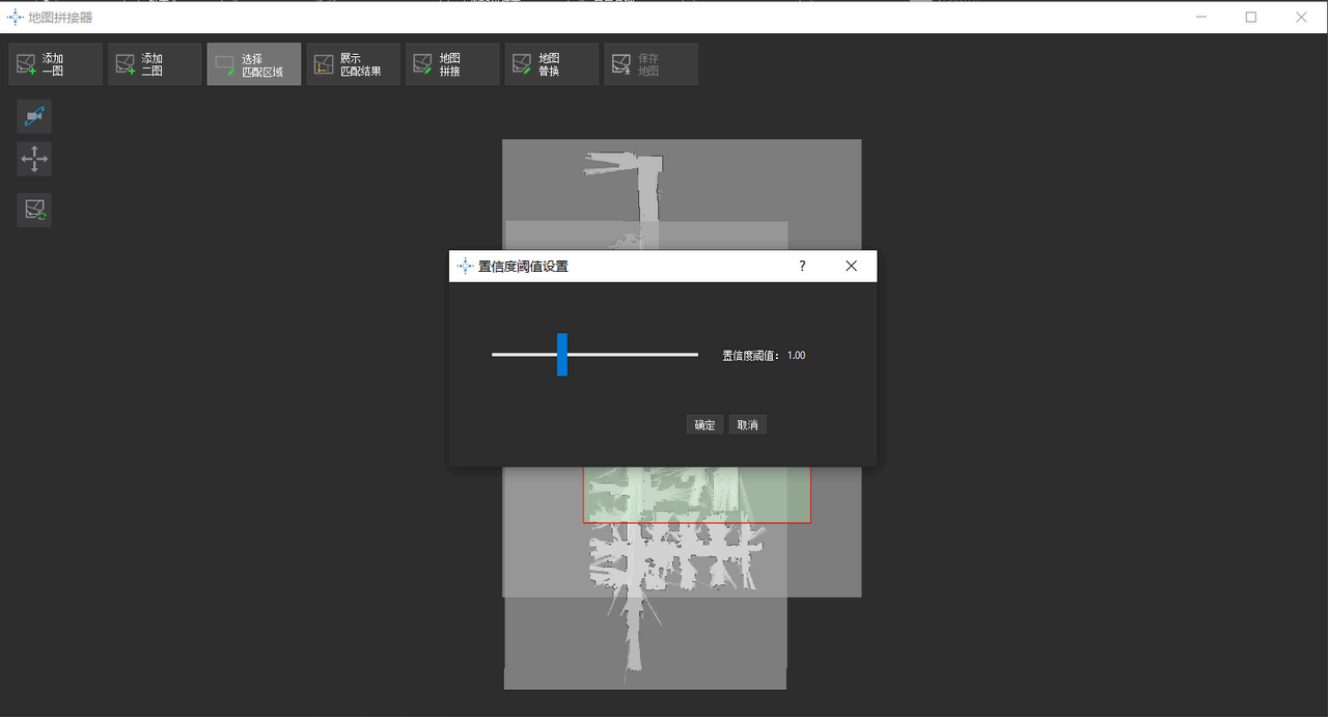 地图拼接器
添加
一图
添加
二图
选择
匹配区域
展示
匹配结果
地图
拼接
地图
替换
保存
地图
置信度阈值设置
?
置信度阈值： 1.00
确定
取消